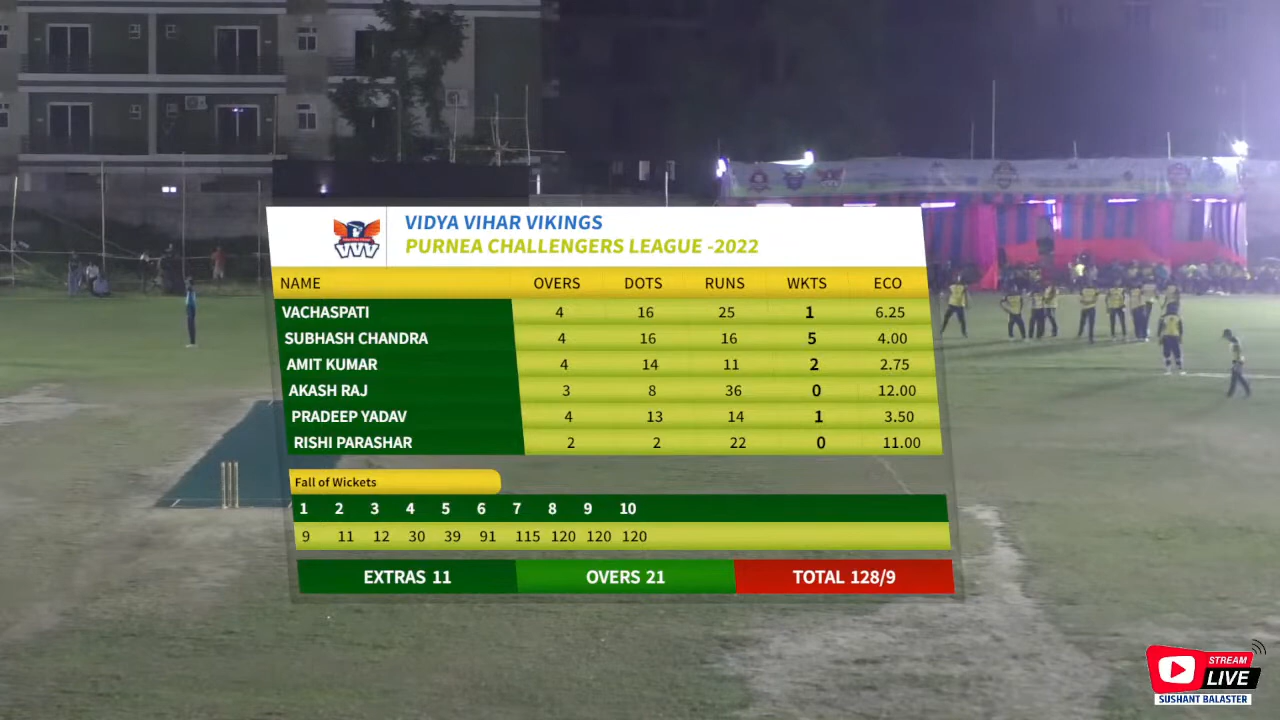 VIDYA VIHAR VIKINGS
PURNEA CHALLENGERS LEAGUE -2022
VVV
NAME OVERS DOTS RUNS WKTS ECO
VACHASPATI 4 16 25 1 6.25
SUBHASH CHANDRA 4 16 16 5 4.00
AMIT KUMAR 4 14 11 2 2.75
AKASH RAJ 3 8 36 0 12.00
PRADEEP YADAV 4 13 14 1 3.50
RISHI PARASHAR 2 2 22 0 11.00
Fall of Wickets
1 2 3 4 5 6 7 8 9 10
9 11 12 30 39 91 115 120 120 120
EXTRAS 11 OVERS 21 TOTAL 128/9
STREAM
LIVE
SUSHANT BALASTER